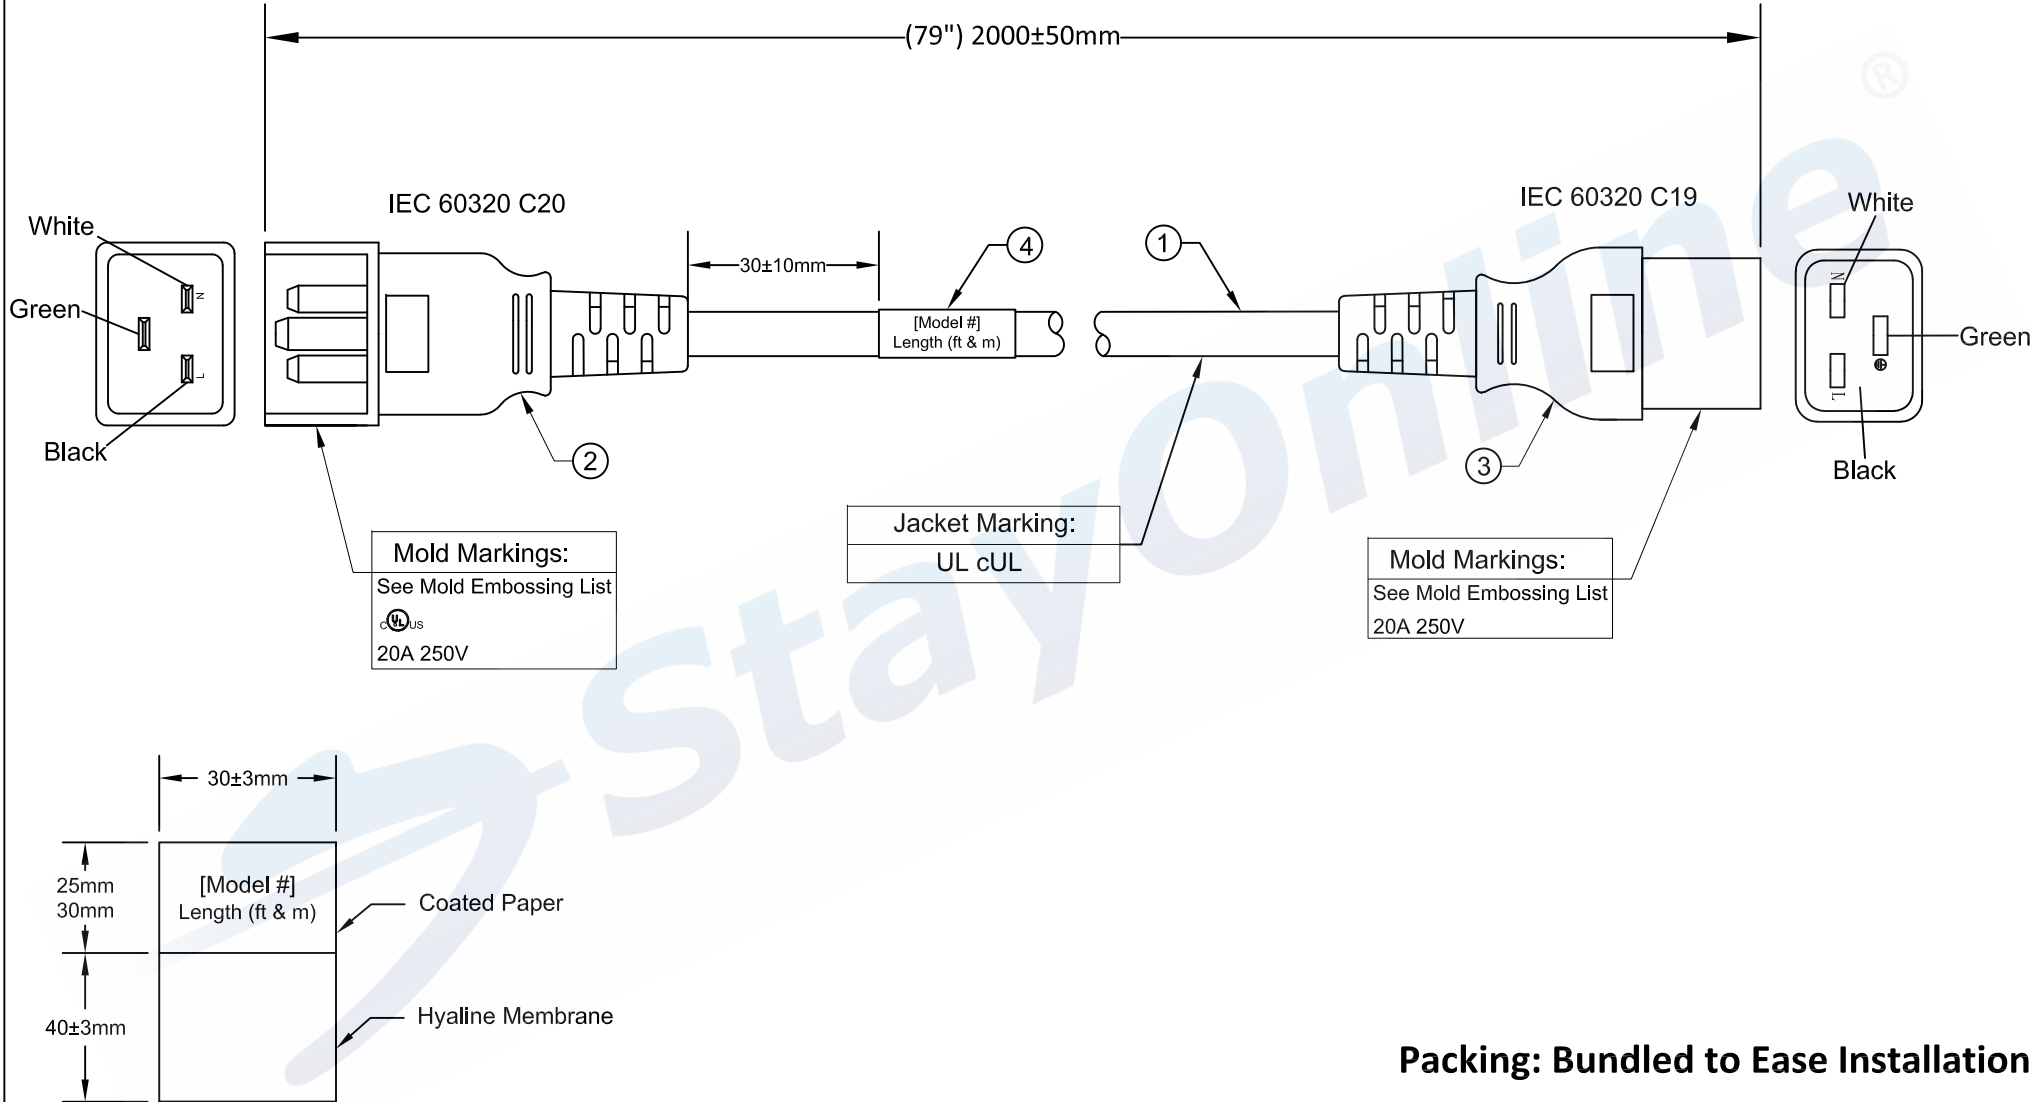 (79") 2000±50mm
IEC 60320 C20
IEC 60320 C19
White
Green
Black
N
L
30±10mm
4
[Model #]
Length (ft & m)
1
2
3
White
Green
Black
N
L
Mold Markings:
See Mold Embossing List
c UL US
20A 250V
Jacket Marking:
UL cUL
Mold Markings:
See Mold Embossing List
20A 250V
StayOnline®
30±3mm
25mm
30mm
[Model #]
Length (ft & m)
Coated Paper
40±3mm
Hyaline Membrane
Packing: Bundled to Ease Installation